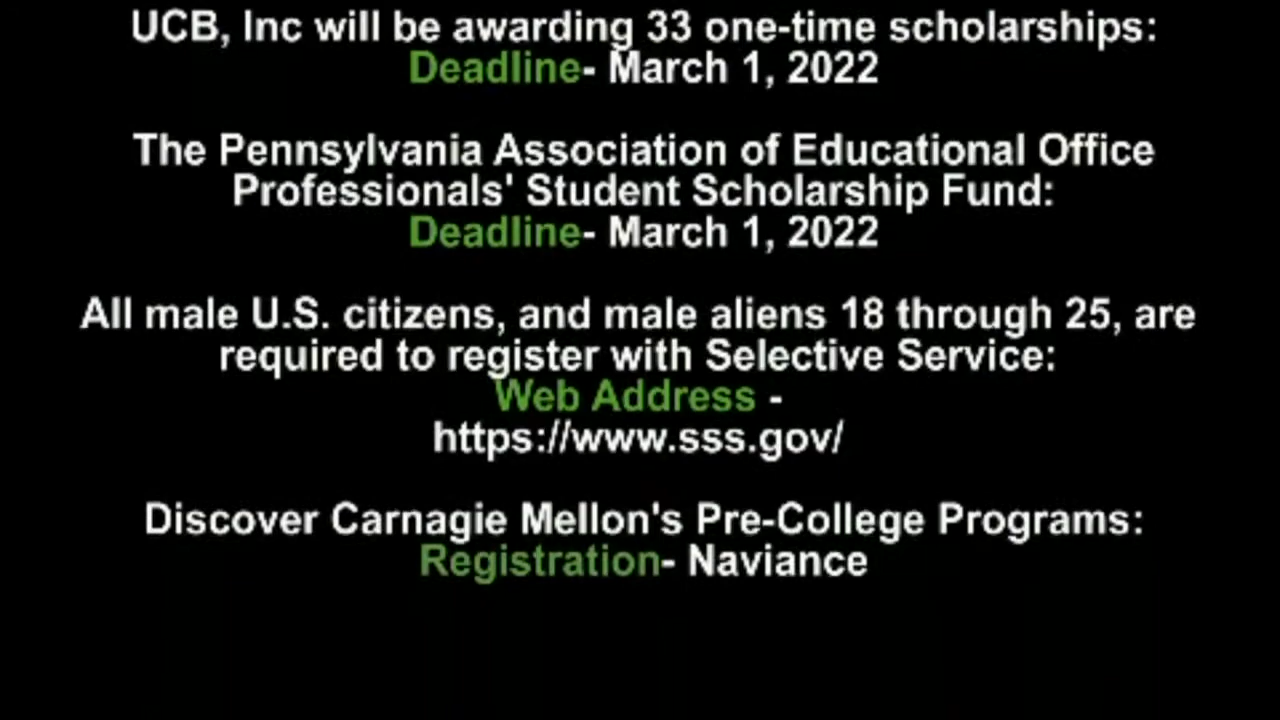 UCB, Inc will be awarding 33 one-time scholarships:
Deadline- March 1, 2022
The Pennsylvania Association of Educational Office
Professionals' Student Scholarship Fund:
Deadline- March 1, 2022
All male U.S. citizens, and male aliens 18 through 25, are
required to register with Selective Service:
Web Address -
https://www.sss.gov/
Discover Carnagie Mellon's Pre-College Programs:
Registration- Naviance